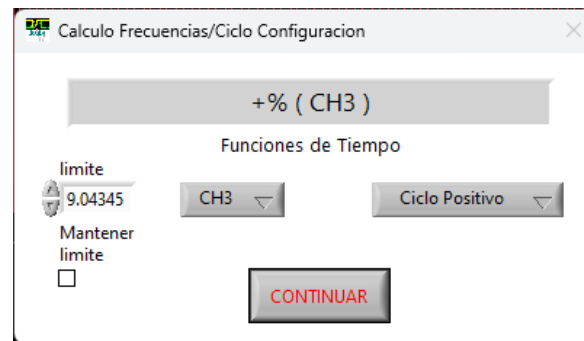 Calculo Frecuencias/Ciclo Configuracion
+% ( CH3 )
Funciones de Tiempo
limite
9.04345
CH3
Ciclo Positivo
Mantener
limite
CONTINUAR